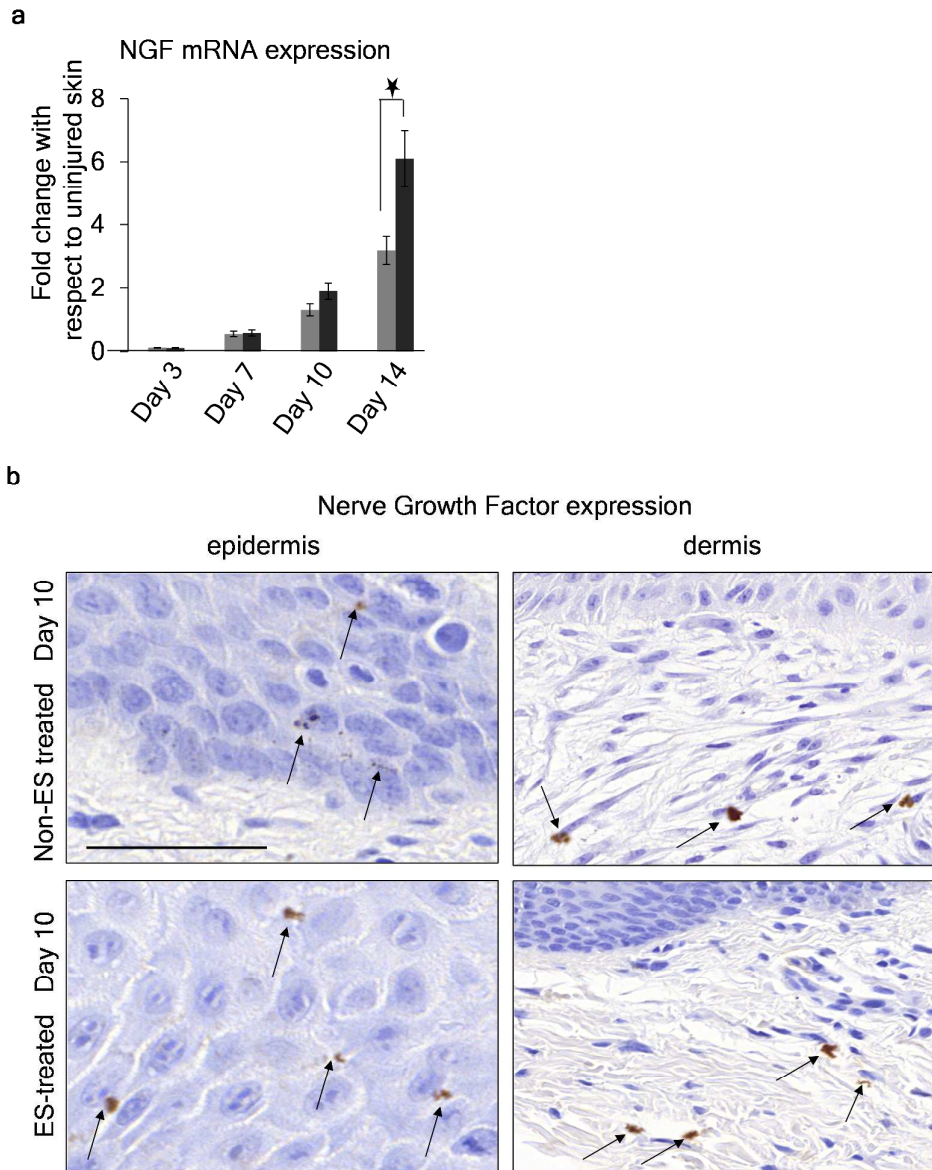 a
NGF mRNA expression
Fold change with
respect to uninjured skin
8
6
4
2
0
Day 3
Day 7
Day 10
Day 14
b
Nerve Growth Factor expression
epidermis
dermis
Non-ES treated Day 10
ES-treated Day 10